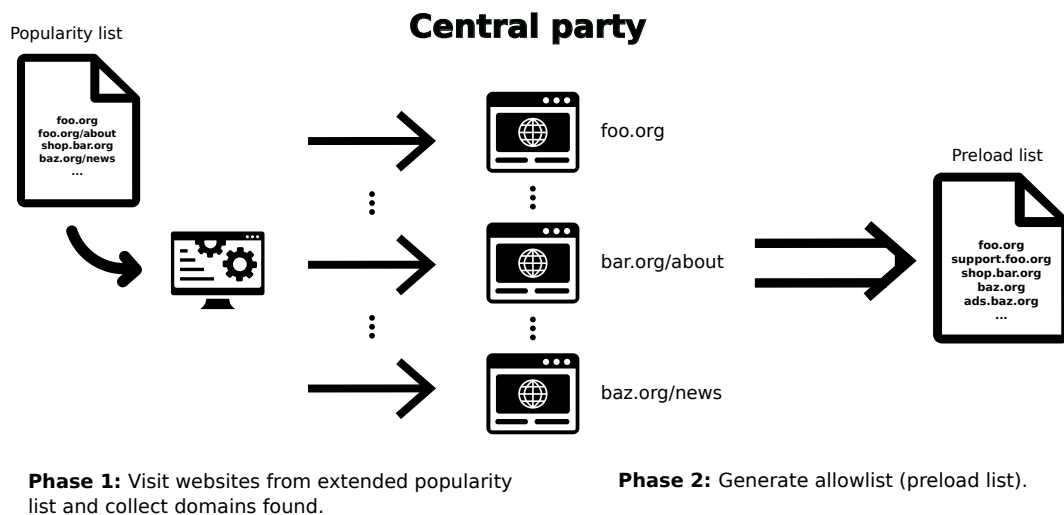 Central party
Popularity list
foo.org
foo.org/about
shop.bar.org
baz.org/news
...
foo.org
bar.org/about
baz.org/news
Preload list
foo.org
support.foo.org
shop.bar.org
baz.org
ads.baz.org
...
Phase 1: Visit websites from extended popularity
list and collect domains found.
Phase 2: Generate allowlist (preload list).